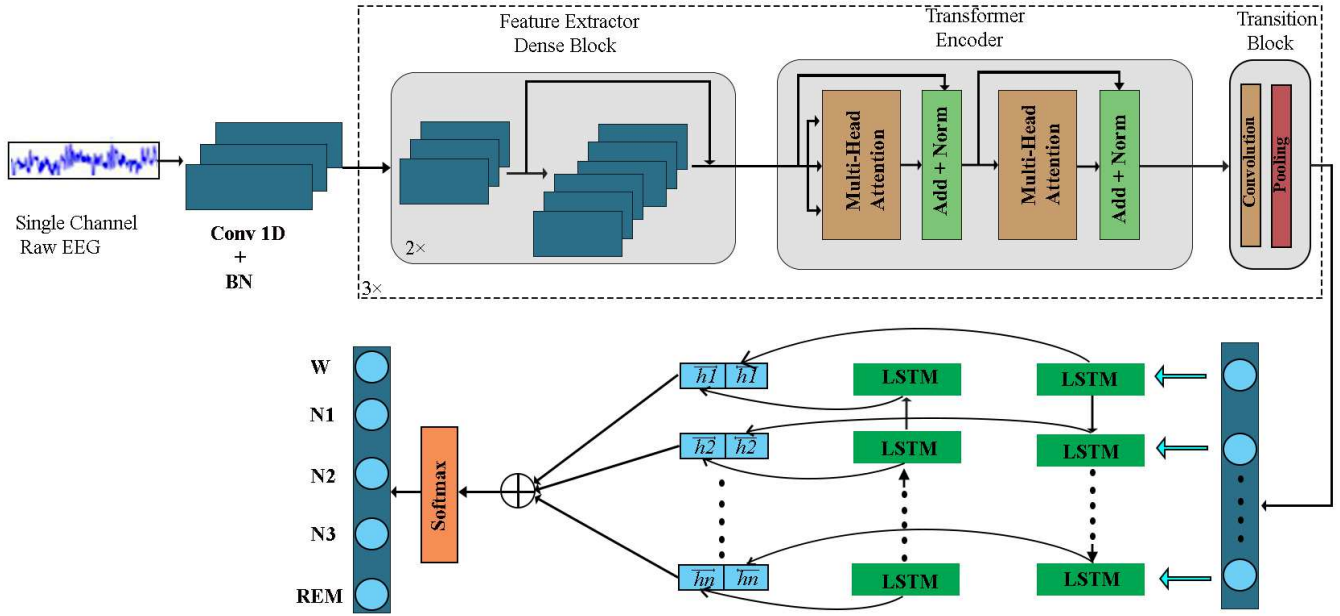 Feature Extractor
Dense Block
Transformer
Encoder
Transition
Block
Single Channel
Raw EEG
Conv 1D
+
BN
2×
3×
Multi-Head
Attention
Add + Norm
Multi-Head
Attention
Add + Norm
Convolution
Pooling
W
N1
N2
N3
REM
Softmax
h1 h1
h2 h2
hn hn
LSTM LSTM
LSTM LSTM
LSTM LSTM